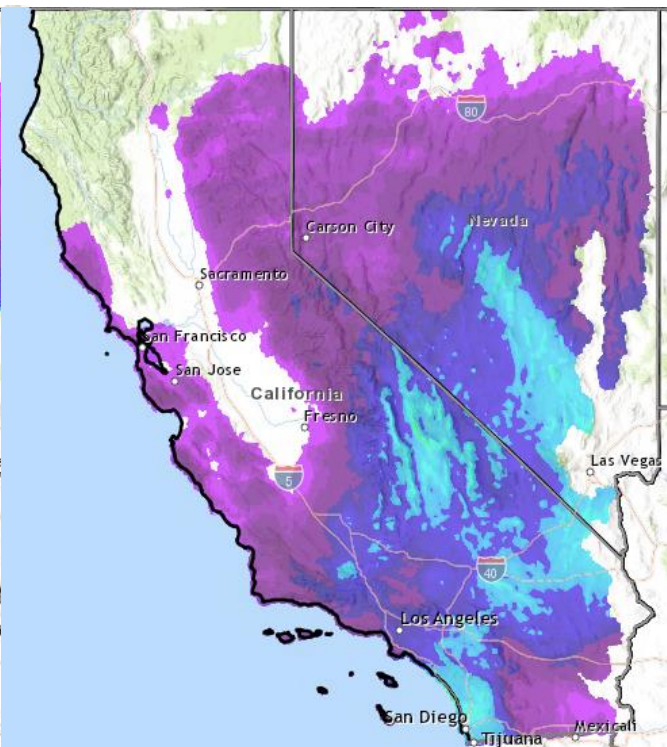 80
Nevada
Carson City
Sacramento
San Francisco
San Jose
California
Fresno
Las Vegas
5
40
Los Angeles
San Diego
Mexicali
Tijuana